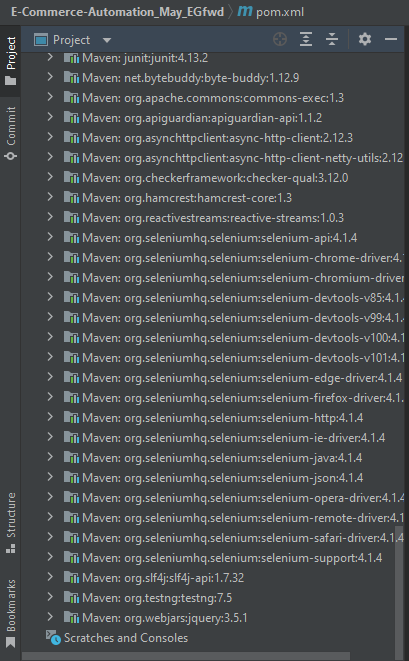 E-Commerce-Automation_May_EGfwd
pom.xml
Project
Project
Maven: junit:junit:4.13.2
Maven: net.bytebuddy:byte-buddy:1.12.9
Maven: org.apache.commons:commons-exec:1.3
Maven: org.apiguardian:apiguardian-api:1.1.2
Maven: org.asynchttpclient:async-http-client:2.12.3
Maven: org.asynchttpclient:async-http-client-netty-utils:2.12
Maven: org.checkerframework:checker-qual:3.12.0
Maven: org.hamcrest:hamcrest-core:1.3
Maven: org.reactivestreams:reactive-streams:1.0.3
Maven: org.seleniumhq.selenium:selenium-api:4.1.4
Maven: org.seleniumhq.selenium:selenium-chrome-driver:4.1.4
Maven: org.seleniumhq.selenium:selenium-chromium-driver
Maven: org.seleniumhq.selenium:selenium-devtools-v85:4.1.4
Maven: org.seleniumhq.selenium:selenium-devtools-v99:4.1.4
Maven: org.seleniumhq.selenium:selenium-devtools-v100:4.1
Maven: org.seleniumhq.selenium:selenium-devtools-v101:4.1
Maven: org.seleniumhq.selenium:selenium-edge-driver:4.1.4
Maven: org.seleniumhq.selenium:selenium-firefox-driver:4.1.
Maven: org.seleniumhq.selenium:selenium-http:4.1.4
Maven: org.seleniumhq.selenium:selenium-ie-driver:4.1.4
Maven: org.seleniumhq.selenium:selenium-java:4.1.4
Maven: org.seleniumhq.selenium:selenium-json:4.1.4
Maven: org.seleniumhq.selenium:selenium-opera-driver:4.1.4
Maven: org.seleniumhq.selenium:selenium-remote-driver:4.1
Maven: org.seleniumhq.selenium:selenium-safari-driver:4.1.4
Maven: org.seleniumhq.selenium:selenium-support:4.1.4
Maven: org.slf4j:slf4j-api:1.7.32
Maven: org.testng:testng:7.5
Maven: org.webjars:jquery:3.5.1
Scratches and Consoles
Commit
Structure
Bookmarks